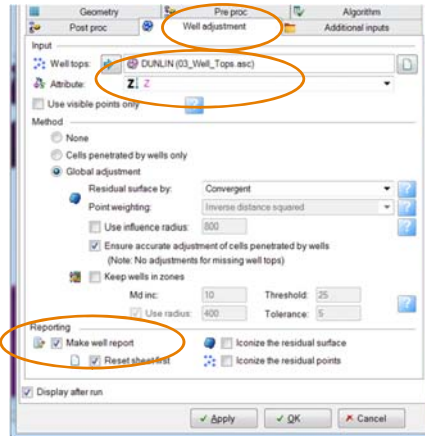 Geometry Pre proc Algorithm
Post proc Well adjustment Additional inputs
Input
Well tops: DUNLIN (03_Well_Tops.asc)
Attribute: Z Z
Use visible points only ?
Method
None
Cells penetrated by wells only
Global adjustment
Residual surface by: Convergent ?
Point weighting: Inverse distance squared ?
Use influence radius: 800 ?
Ensure accurate adjustment of cells penetrated by wells
(Note: No adjustments for missing well tops)
Keep wells in zones
Md inc: 10 Threshold: 25
Use radius: 400 Tolerance: 5 ?
Reporting
Make well report Iconize the residual surface
Reset sheet first Iconize the residual points
Display after run
Apply OK Cancel